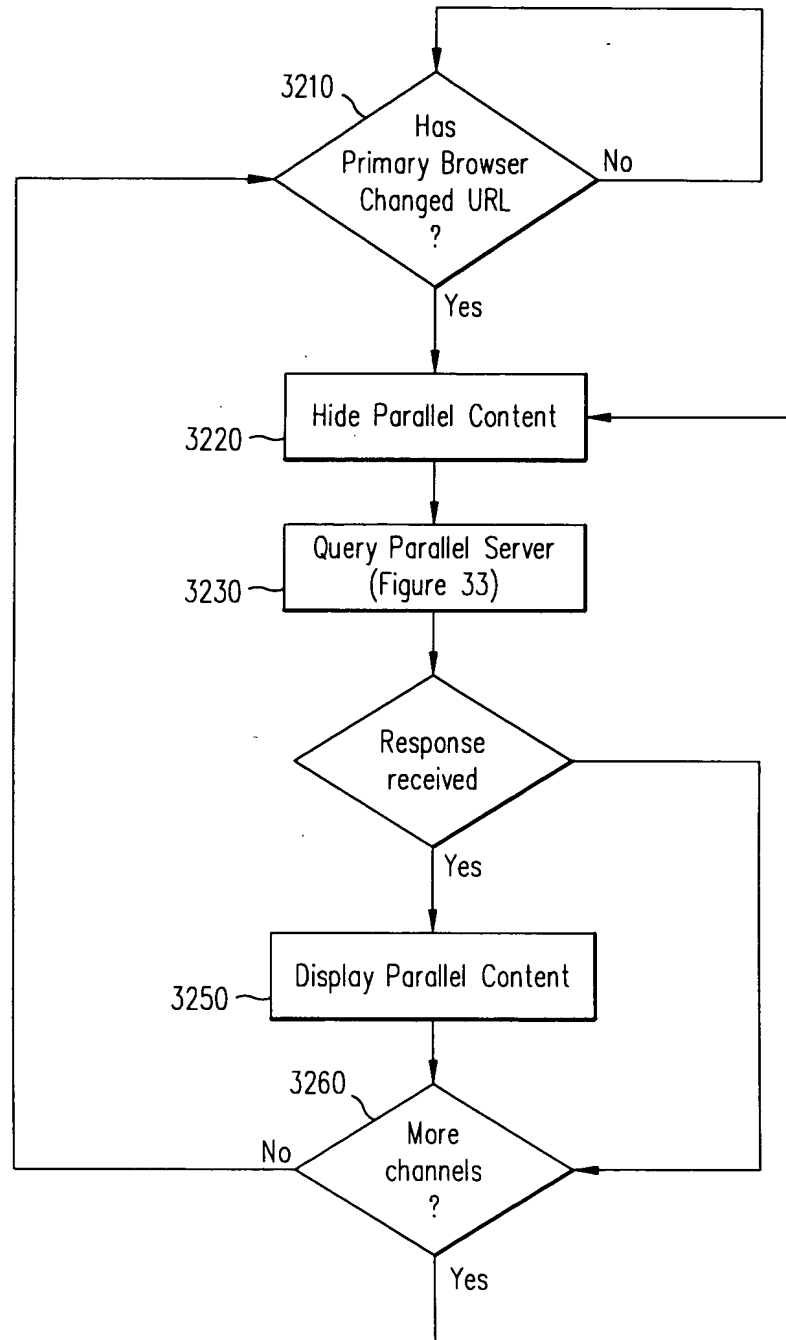 3210
Has
Primary Browser
Changed URL
?
No
Yes
Hide Parallel Content
3220
Query Parallel Server
(Figure 33)
3230
Response
received
Yes
Display Parallel Content
3250
3260
More
channels
?
No
Yes